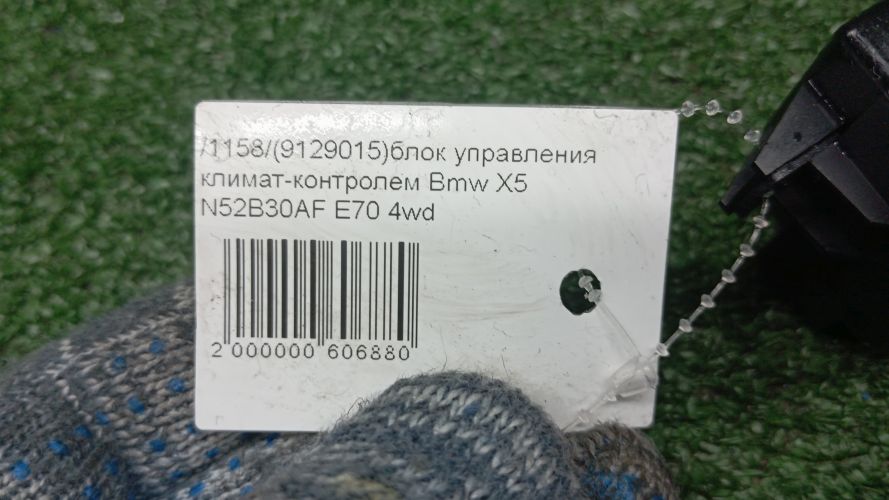 /1158/(9129015)блок управления
климат-контролем Bmw X5
N52B30AF E70 4wd
2 000000 606880